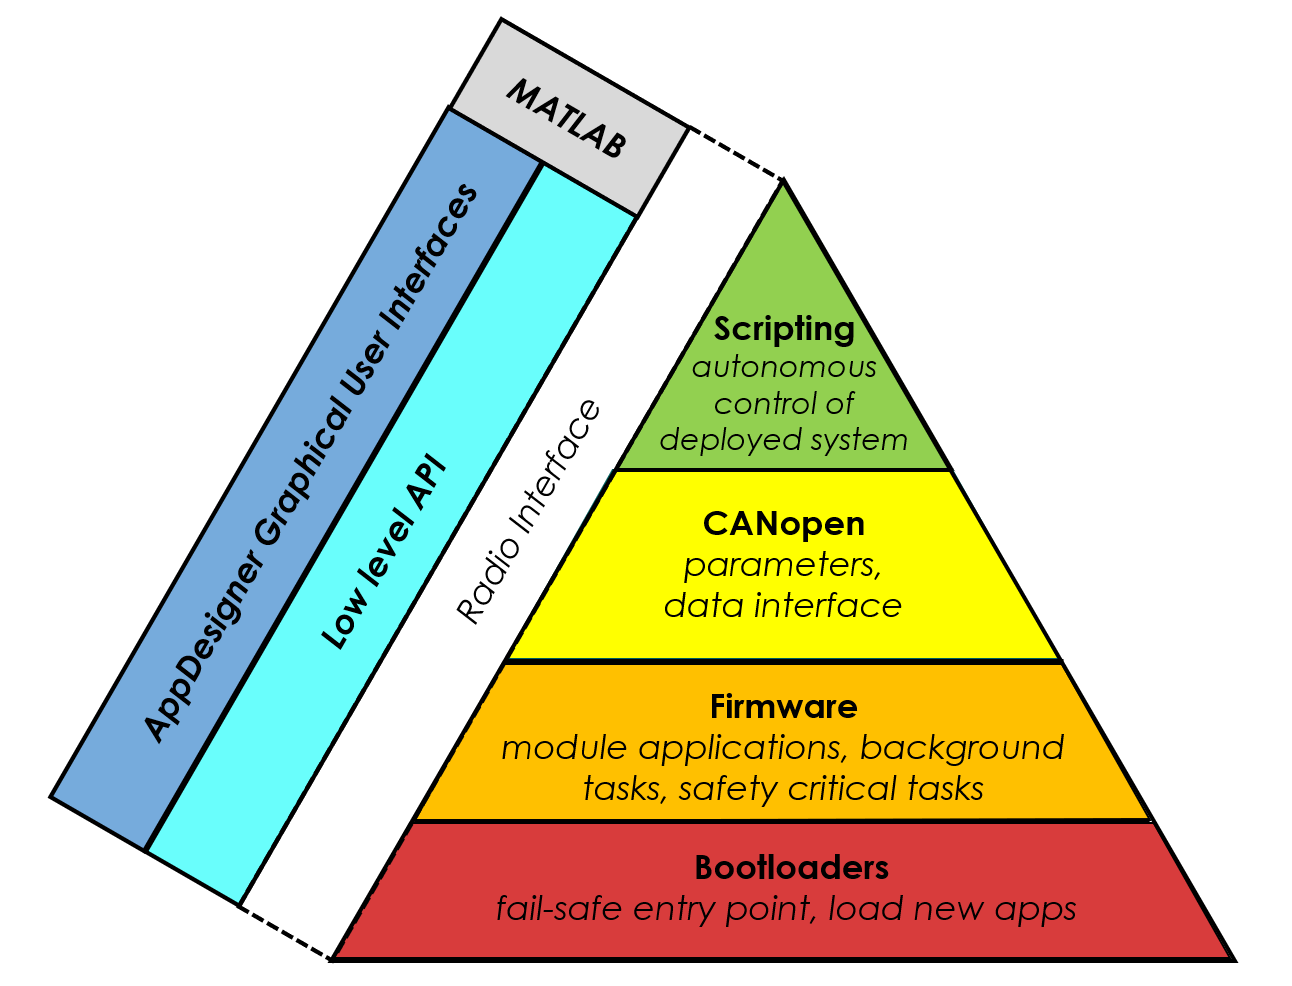 MATLAB
AppDesigner Graphical User Interfaces
Low level API
Radio Interface
Scripting
autonomous
control of
deployed system
CANopen
parameters,
data interface
Firmware
module applications, background
tasks, safety critical tasks
Bootloaders
fail-safe entry point, load new apps